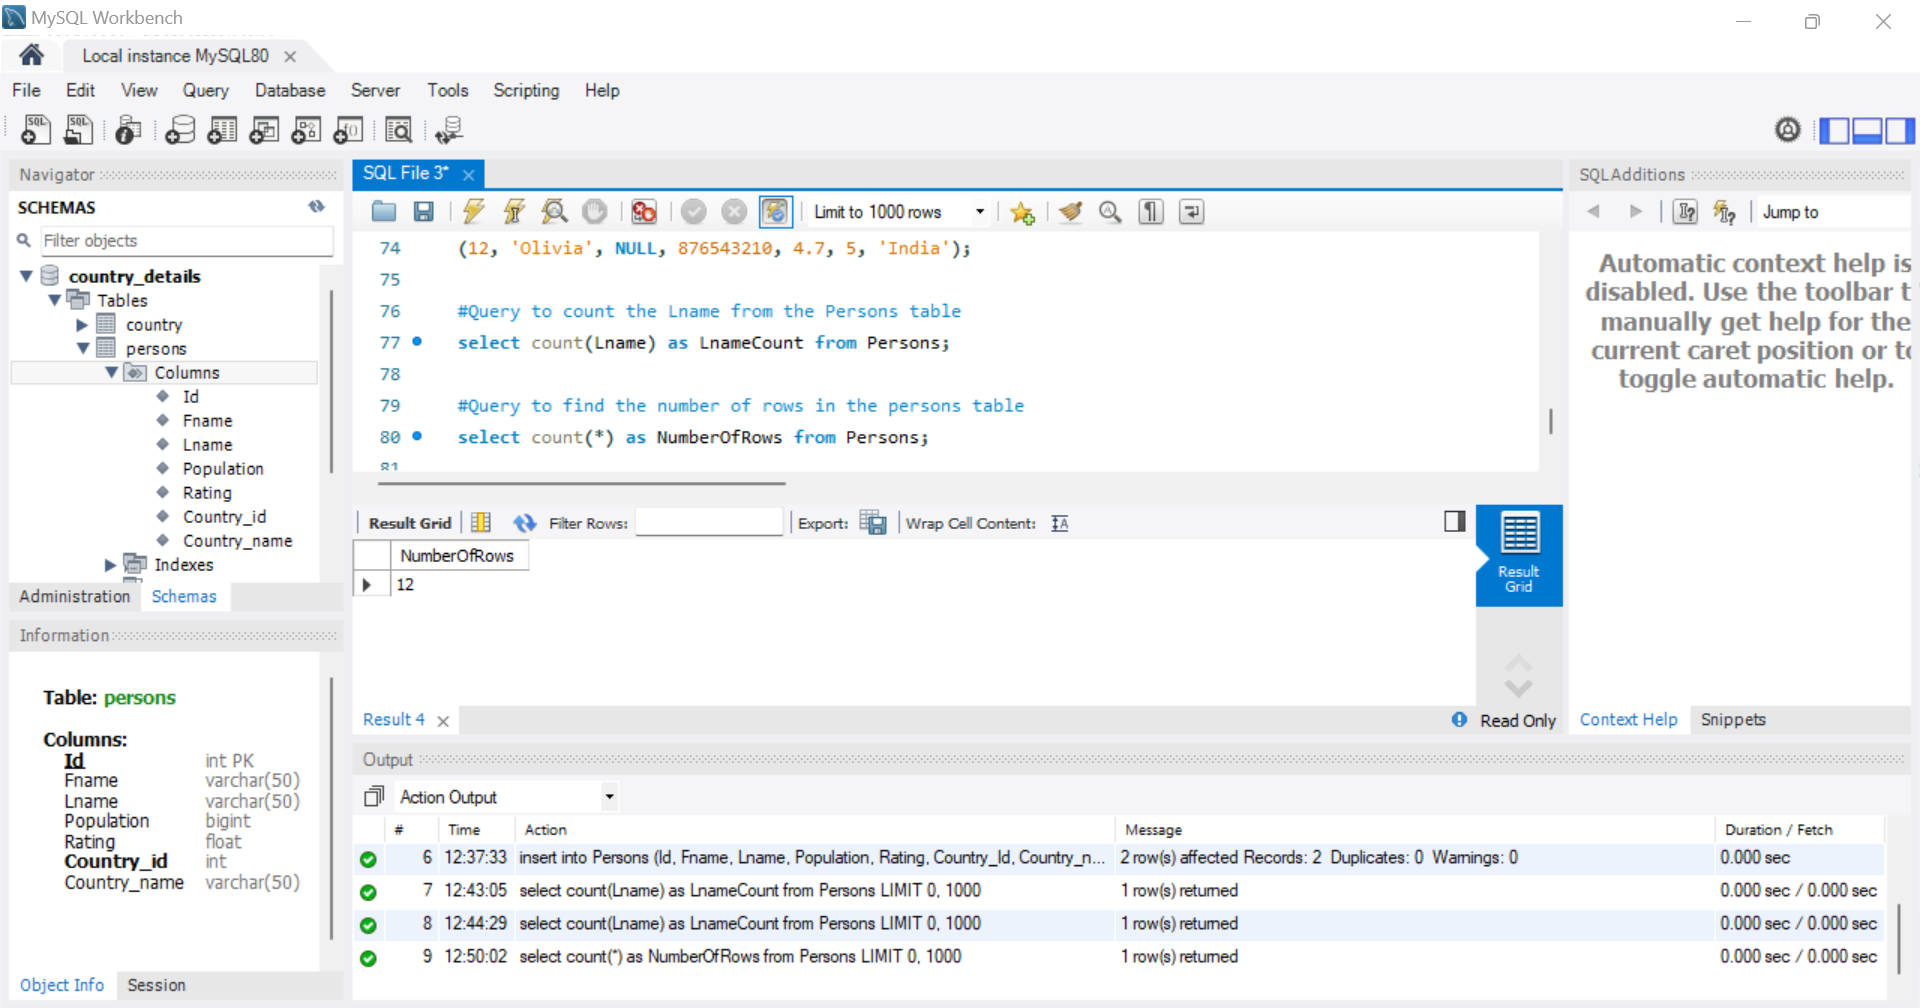 MySQL Workbench
Local instance MySQL80
File Edit View Query Database Server Tools Scripting Help
Navigator
SCHEMAS
Filter objects
country_details
Tables
country
persons
Columns
Id
Fname
Lname
Population
Rating
Country_id
Country_name
Indexes
Administration Schemas
Information
Table: persons
Columns:
Id int PK
Fname varchar(50)
Lname varchar(50)
Population bigint
Rating float
Country_id int
Country_name varchar(50)
Object Info Session
SQL File 3*
Limit to 1000 rows
74 (12, 'Olivia', NULL, 876543210, 4.7, 5, 'India');
75
76 #Query to count the Lname from the Persons table
77 select count(Lname) as LnameCount from Persons;
78
79 #Query to find the number of rows in the persons table
80 select count(*) as NumberOfRows from Persons;
81
Result Grid Filter Rows: Export: Wrap Cell Content:
NumberOfRows
12
Result Grid
Result 4 Read Only
Output
Action Output
# Time Action Message Duration / Fetch
6 12:37:33 insert into Persons (Id, Fname, Lname, Population, Rating, Country_Id, Country_n... 2 row(s) affected Records: 2 Duplicates: 0 Warnings: 0 0.000 sec
7 12:43:05 select count(Lname) as LnameCount from Persons LIMIT 0, 1000 1 row(s) returned 0.000 sec / 0.000 sec
8 12:44:29 select count(Lname) as LnameCount from Persons LIMIT 0, 1000 1 row(s) returned 0.000 sec / 0.000 sec
9 12:50:02 select count(*) as NumberOfRows from Persons LIMIT 0, 1000 1 row(s) returned 0.000 sec / 0.000 sec
SQLAdditions
Jump to
Automatic context help is
disabled. Use the toolbar t
manually get help for the
current caret position or to
toggle automatic help.
Context Help Snippets